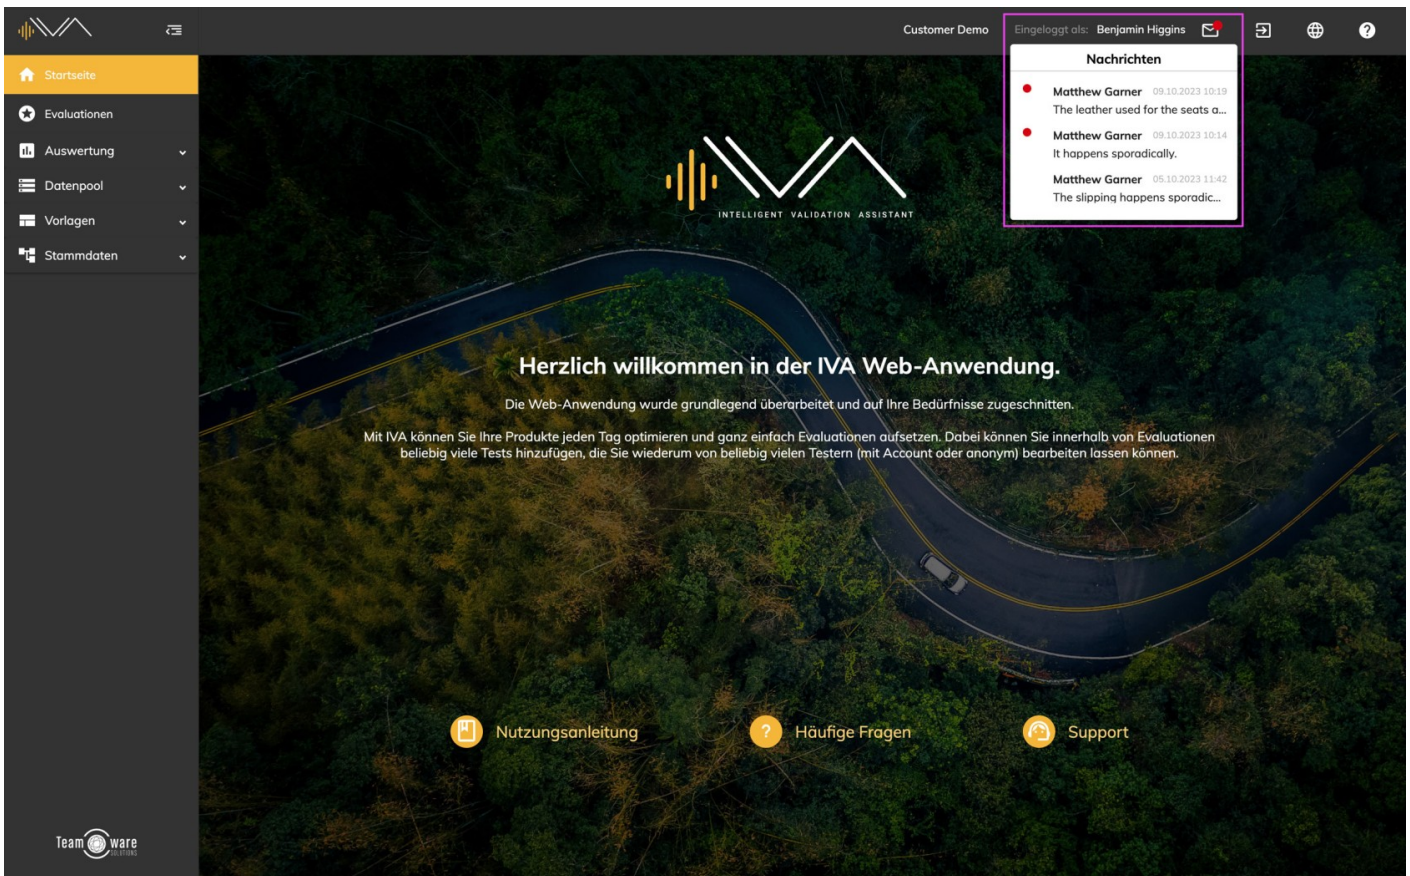 IVA
Customer Demo
Eingeloggt als: Benjamin Higgins
Startseite
Evaluationen
Auswertung
Datenpool
Vorlagen
Stammdaten
Nachrichten
Matthew Garner 09.10.2023 10:19
The leather used for the seats a...
Matthew Garner 09.10.2023 10:14
It happens sporadically.
Matthew Garner 05.10.2023 11:42
The slipping happens sporadic...
IVA
INTELLIGENT VALIDATION ASSISTANT
Herzlich willkommen in der IVA Web-Anwendung.
Die Web-Anwendung wurde grundlegend überarbeitet und auf Ihre Bedürfnisse zugeschnitten.
Mit IVA können Sie Ihre Produkte jeden Tag optimieren und ganz einfach Evaluationen aufsetzen. Dabei können Sie innerhalb von Evaluationen
beliebig viele Tests hinzufügen, die Sie wiederum von beliebig vielen Testern (mit Account oder anonym) bearbeiten lassen können.
Nutzungsanleitung
? Häufige Fragen
Support
Team ware
SOLUTIONS